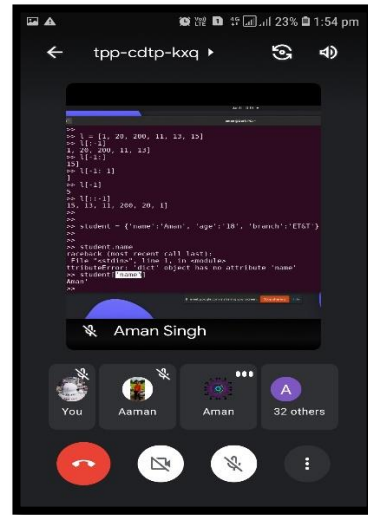 23% 1:54 pm
tpp-cdtp-kxq
>>
>> l = [1, 20, 200, 11, 13, 15]
>> l[:-1]
1, 20, 200, 11, 13]
>> l[-1:]
15]
>> l[-1: 1]
]
>> l[-1]
5
>> l[::-1]
15, 13, 11, 200, 20, 1]
>>
>>
>> student = {'name':'Aman', 'age':'18', 'branch':'ET&T'}
>>
>> student.name
raceback (most recent call last):
File "<stdin>", line 1, in <module>
ttributeError: 'dict' object has no attribute 'name'
>> student['name']
Aman'
>>
Aman Singh
You
Aaman
Aman
A
32 others